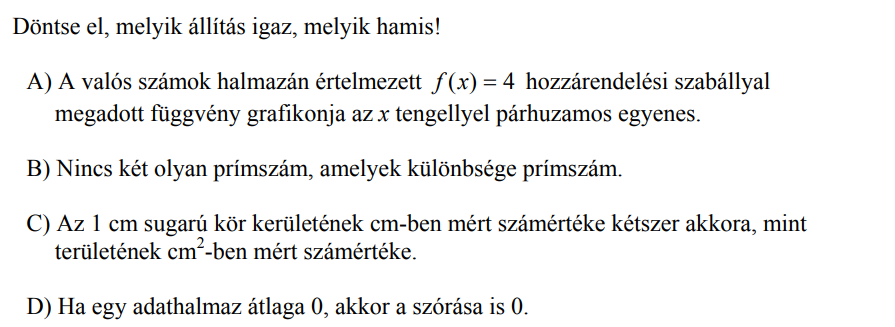 Döntse el, melyik állítás igaz, melyik hamis!
A) A valós számok halmazán értelmezett f(x) = 4 hozzárendelési szabállyal
megadott függvény grafikonja az x tengellyel párhuzamos egyenes.
B) Nincs két olyan prímszám, amelyek különbsége prímszám.
C) Az 1 cm sugarú kör kerületének cm-ben mért számértéke kétszer akkora, mint
területének cm²-ben mért számértéke.
D) Ha egy adathalmaz átlaga 0, akkor a szórása is 0.